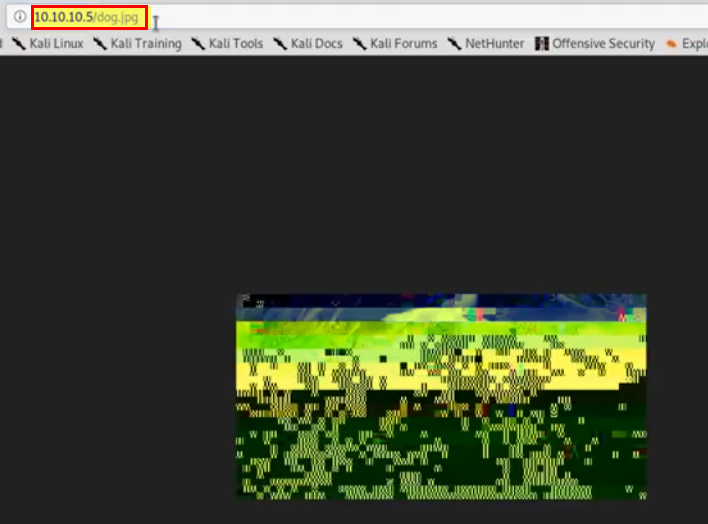 10.10.10.5/dog.jpg
Kali Linux Kali Training Kali Tools Kali Docs Kali Forums NetHunter Offensive Security Explo